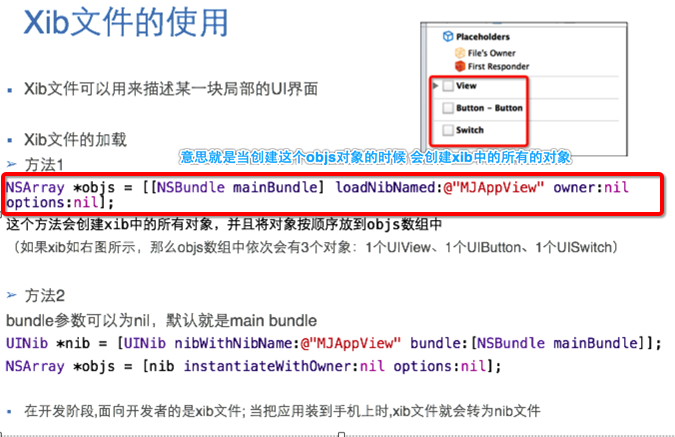 Xib文件的使用
Placeholders
File's Owner
First Responder
View
Button - Button
Switch
Xib文件可以用来描述某一块局部的UI界面
Xib文件的加载
意思就是当创建这个objs对象的时候 会创建xib中的所有的对象
方法1
NSArray *objs = [[NSBundle mainBundle] loadNibNamed:@"MJAppView" owner:nil
options:nil];
这个方法会创建xib中的所有对象，并且将对象按顺序放到objs数组中
（如果xib如右图所示，那么objs数组中依次会有3个对象：1个UIView、1个UIButton、1个UISwitch）
方法2
bundle参数可以为nil，默认就是main bundle
UINib *nib = [UINib nibWithNibName:@"MJAppView" bundle:[NSBundle mainBundle]];
NSArray *objs = [nib instantiateWithOwner:nil options:nil];
在开发阶段,面向开发者的是xib文件; 当把应用装到手机上时,xib文件就会转为nib文件